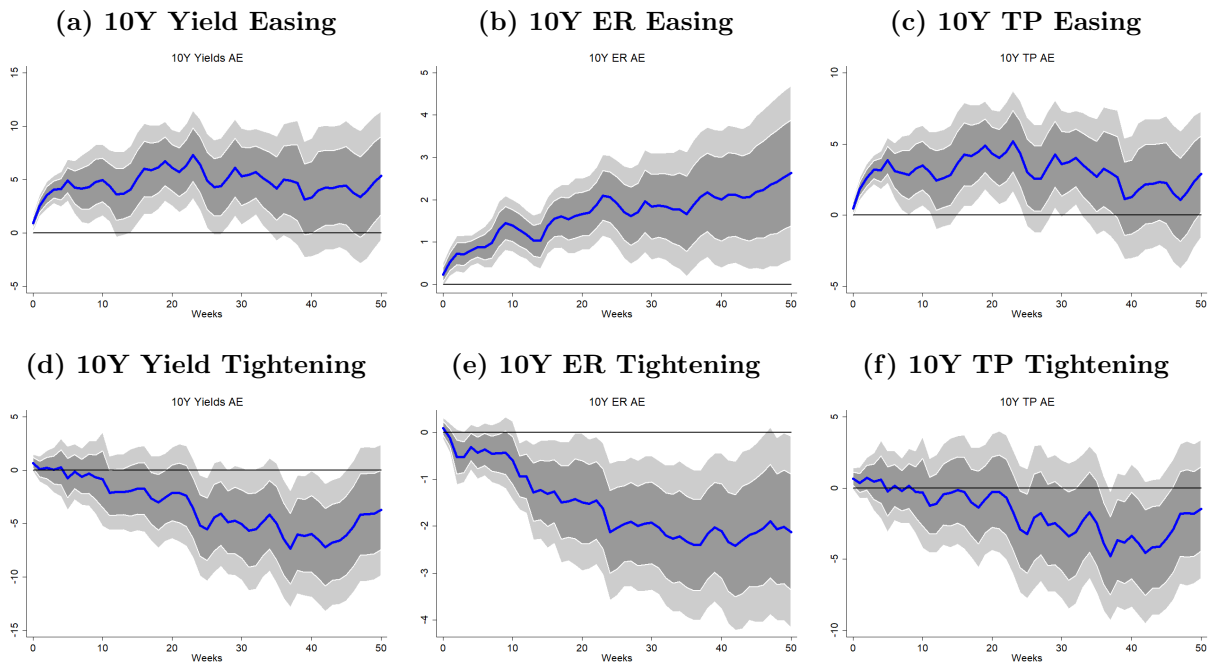 (a) 10Y Yield Easing
10Y Yields AE
15
10
5
0
-5
0 10 20 30 40 50
Weeks
(b) 10Y ER Easing
10Y ER AE
5
4
3
2
1
0
0 10 20 30 40 50
Weeks
(c) 10Y TP Easing
10Y TP AE
10
5
0
-5
0 10 20 30 40 50
Weeks
(d) 10Y Yield Tightening
10Y Yields AE
5
0
-5
-10
-15
0 10 20 30 40 50
Weeks
(e) 10Y ER Tightening
10Y ER AE
0
-1
-2
-3
-4
0 10 20 30 40 50
Weeks
(f) 10Y TP Tightening
10Y TP AE
5
0
-5
-10
0 10 20 30 40 50
Weeks